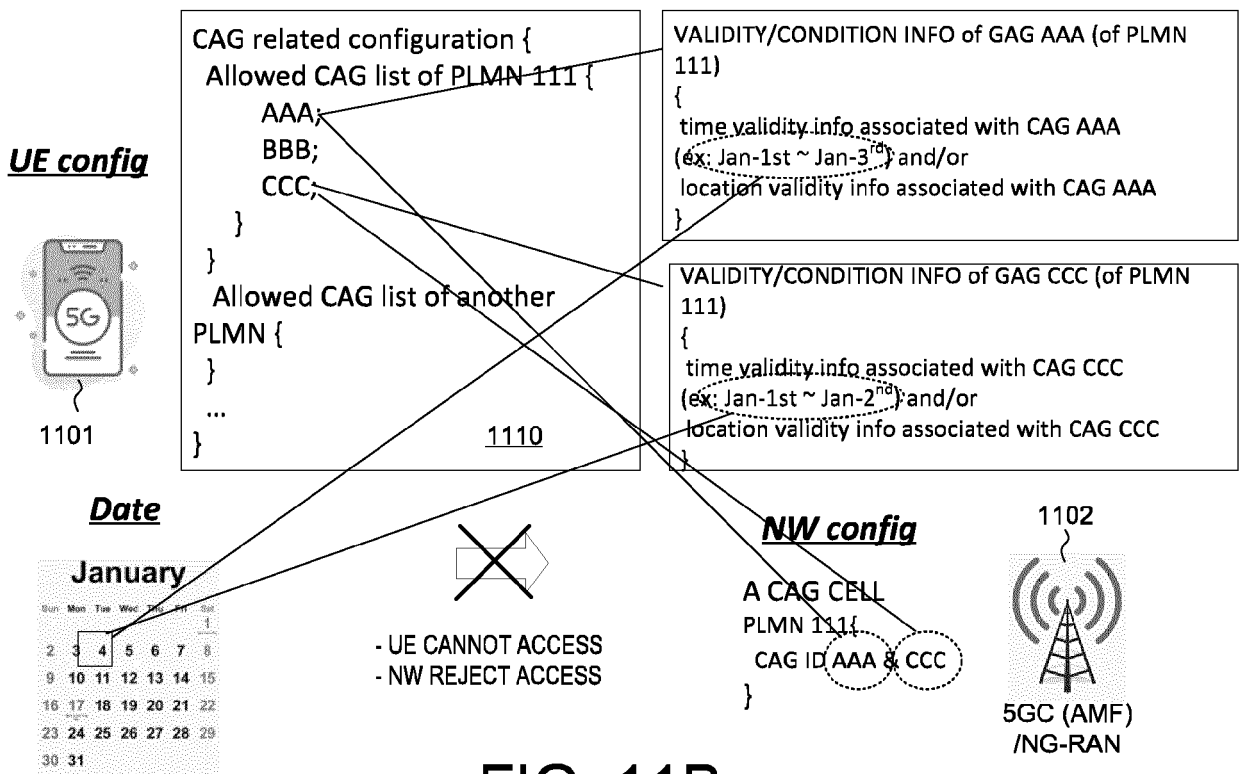 CAG related configuration {
Allowed CAG list of PLMN 111 {
AAA;
BBB;
CCC;
}
}
Allowed CAG list of another
PLMN {
}
...
}
1110
UE config
5G
1101
VALIDITY/CONDITION INFO of GAG AAA (of PLMN
111)
{
time validity info associated with CAG AAA
(ex: Jan-1st ~ Jan-3rd) and/or
location validity info associated with CAG AAA
}
VALIDITY/CONDITION INFO of GAG CCC (of PLMN
111)
{
time validity info associated with CAG CCC
(ex: Jan-1st ~ Jan-2nd) and/or
location validity info associated with CAG CCC
}
Date
January
Sun Mon Tue Wed Thu Fri Sat
1
2 3 4 5 6 7 8
9 10 11 12 13 14 15
16 17 18 19 20 21 22
23 24 25 26 27 28 29
30 31
- UE CANNOT ACCESS
- NW REJECT ACCESS
NW config
A CAG CELL
PLMN 111{
CAG ID AAA & CCC
}
1102
5GC (AMF)
/NG-RAN
FIG. 11B